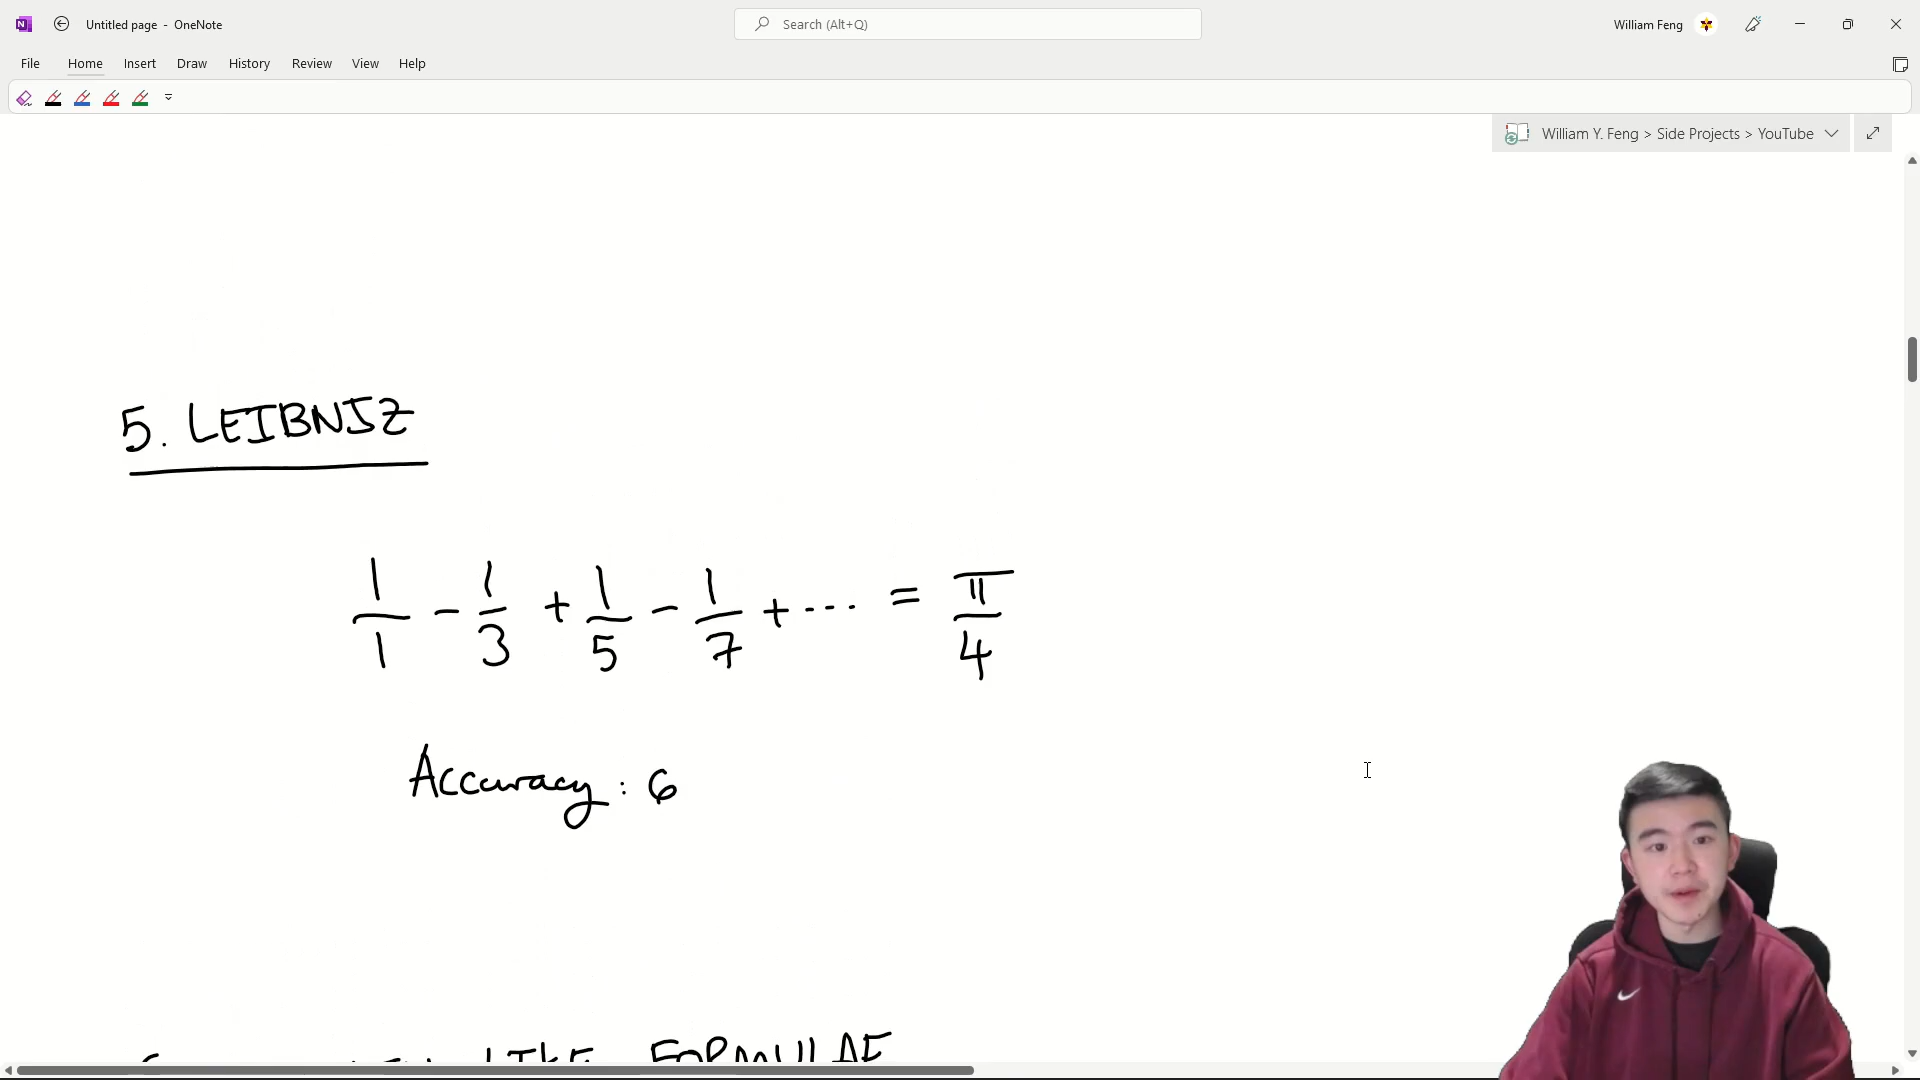 Untitled page - OneNote
Search (Alt+Q)
William Feng
File Home Insert Draw History Review View Help
William Y. Feng > Side Projects > YouTube
5. LEIBNIZ
1/1 - 1/3 + 1/5 - 1/7 + ... = π/4
Accuracy: 6
LIKE FORMULAE